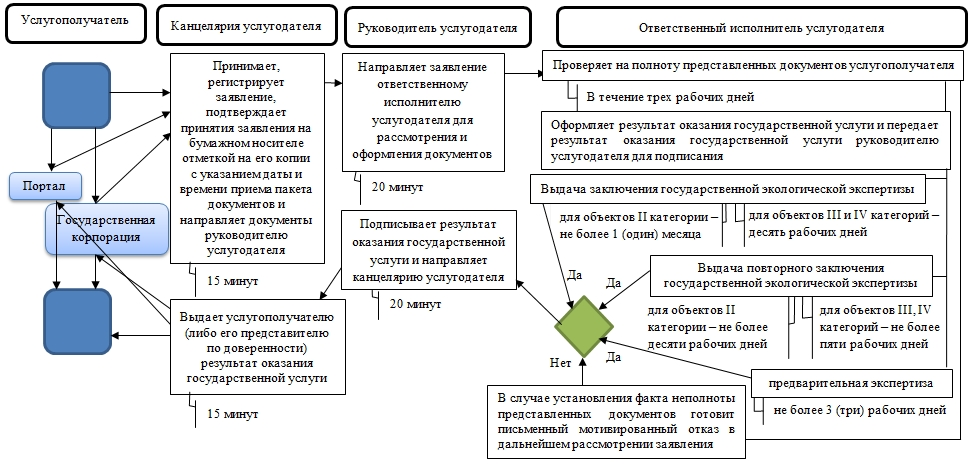 Услугополучатель
Канцелярия услугодателя
Руководитель услугодателя
Ответственный исполнитель услугодателя
Портал
Государственная
корпорация
Принимает,
регистрирует
заявление,
подтверждает
принятия заявления на
бумажном носителе
отметкой на его копии
с указанием даты и
времени приема пакета
документов и
направляет документы
руководителю
услугодателя
15 минут
Выдает услугополучателю
(либо его представителю
по доверенности)
результат оказания
государственной услуги
15 минут
Направляет заявление
ответственному
исполнителю
услугодателя для
рассмотрения и
оформления документов
20 минут
Подписывает результат
оказания государственной
услуги и направляет
канцелярию услугодателя
20 минут
Проверяет на полноту представленных документов услугополучателя
В течение трех рабочих дней
Оформляет результат оказания государственной услуги и передает
результат оказания государственной услуги руководителю
услугодателя для подписания
Выдача заключения государственной экологической экспертизы
для объектов II категории –
не более 1 (один) месяца
для объектов III и IV категорий –
десять рабочих дней
Да
Да
Выдача повторного заключения
государственной экологической экспертизы
для объектов II
категории – не более
десяти рабочих дней
для объектов III, IV
категорий – не более
пяти рабочих дней
Да
Нет
предварительная экспертиза
не более 3 (три) рабочих дней
В случае установления факта неполноты
представленных документов готовит
письменный мотивированный отказ в
дальнейшем рассмотрении заявления